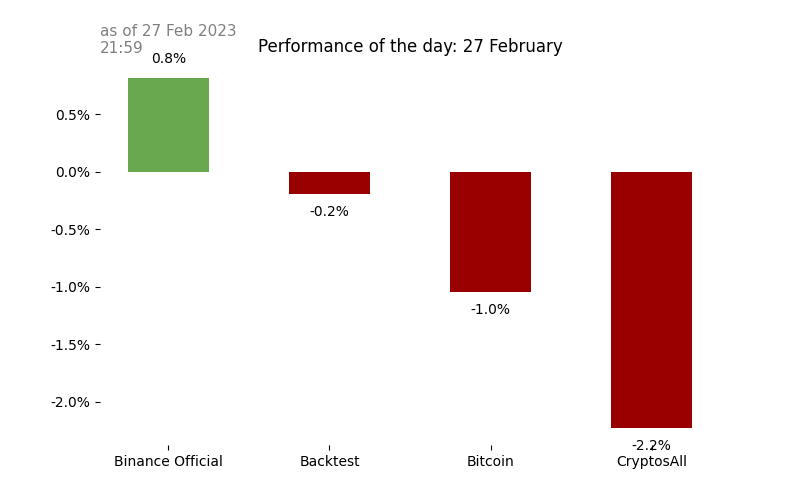 as of 27 Feb 2023
21:59
Performance of the day: 27 February
0.8%
0.5%
0.0%
-0.2%
-0.5%
-1.0%
-1.0%
-1.5%
-2.0%
-2.2%
Binance Official
Backtest
Bitcoin
CryptosAll